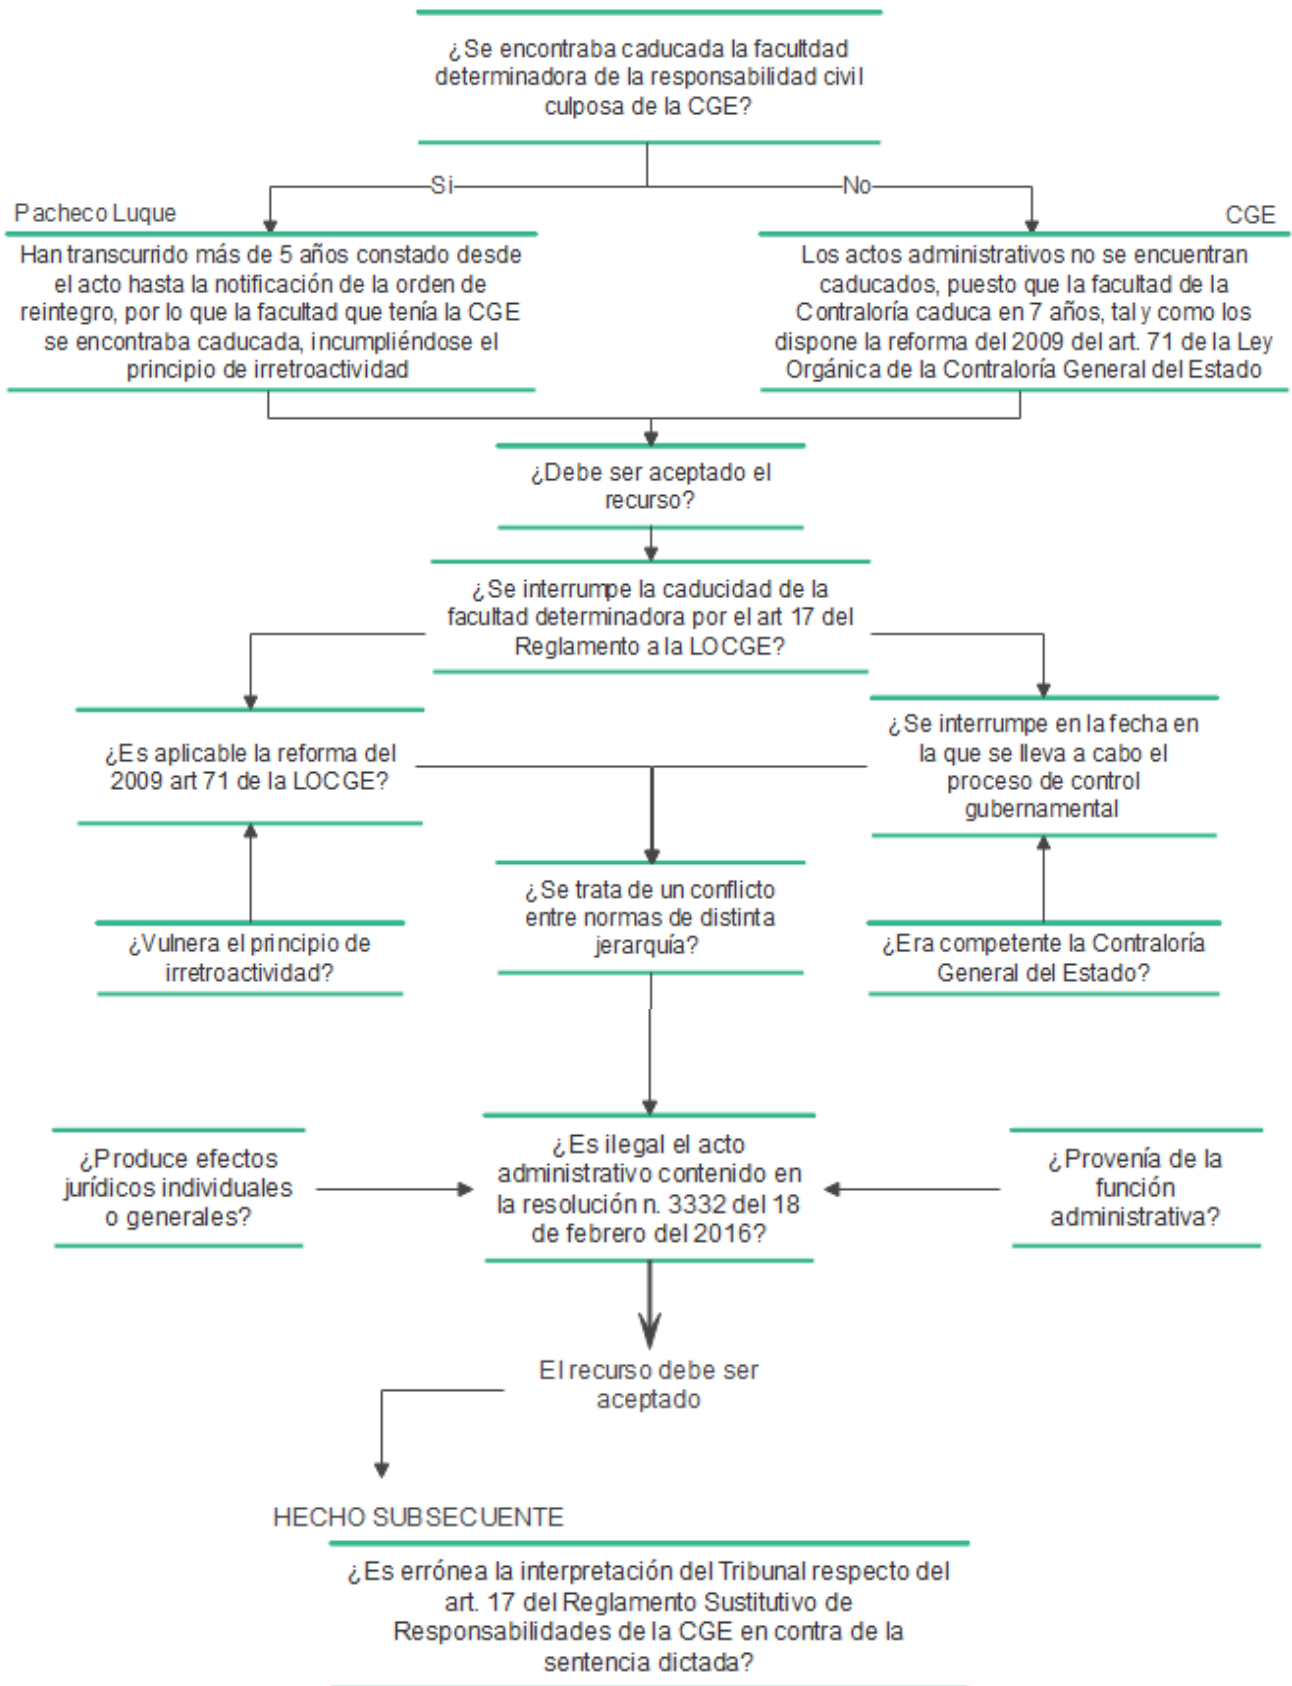 ¿Se encontraba caducada la facultdad
determinadora de la responsabilidad civil
culposa de la CGE?
Si
No
Pacheco Luque
CGE
Han transcurrido más de 5 años constado desde
el acto hasta la notificación de la orden de
reintegro, por lo que la facultad que tenía la CGE
se encontraba caducada, incumpliéndose el
principio de irretroactividad
Los actos administrativos no se encuentran
caducados, puesto que la facultad de la
Contraloría caduca en 7 años, tal y como los
dispone la reforma del 2009 del art. 71 de la Ley
Orgánica de la Contraloría General del Estado
¿Debe ser aceptado el
recurso?
¿Se interrumpe la caducidad de la
facultad determinadora por el art 17 del
Reglamento a la LOCGE?
¿Es aplicable la reforma del
2009 art 71 de la LOCGE?
¿Se interrumpe en la fecha en
la que se lleva a cabo el
proceso de control
gubernamental
¿Se trata de un conflicto
entre normas de distinta
jerarquía?
¿Vulnera el principio de
irretroactividad?
¿Era competente la Contraloría
General del Estado?
¿Produce efectos
jurídicos individuales
o generales?
¿Es ilegal el acto
administrativo contenido en
la resolución n. 3332 del 18
de febrero del 2016?
¿Provenía de la
función
administrativa?
El recurso debe ser
aceptado
HECHO SUBSECUENTE
¿Es errónea la interpretación del Tribunal respecto del
art. 17 del Reglamento Sustitutivo de
Responsabilidades de la CGE en contra de la
sentencia dictada?